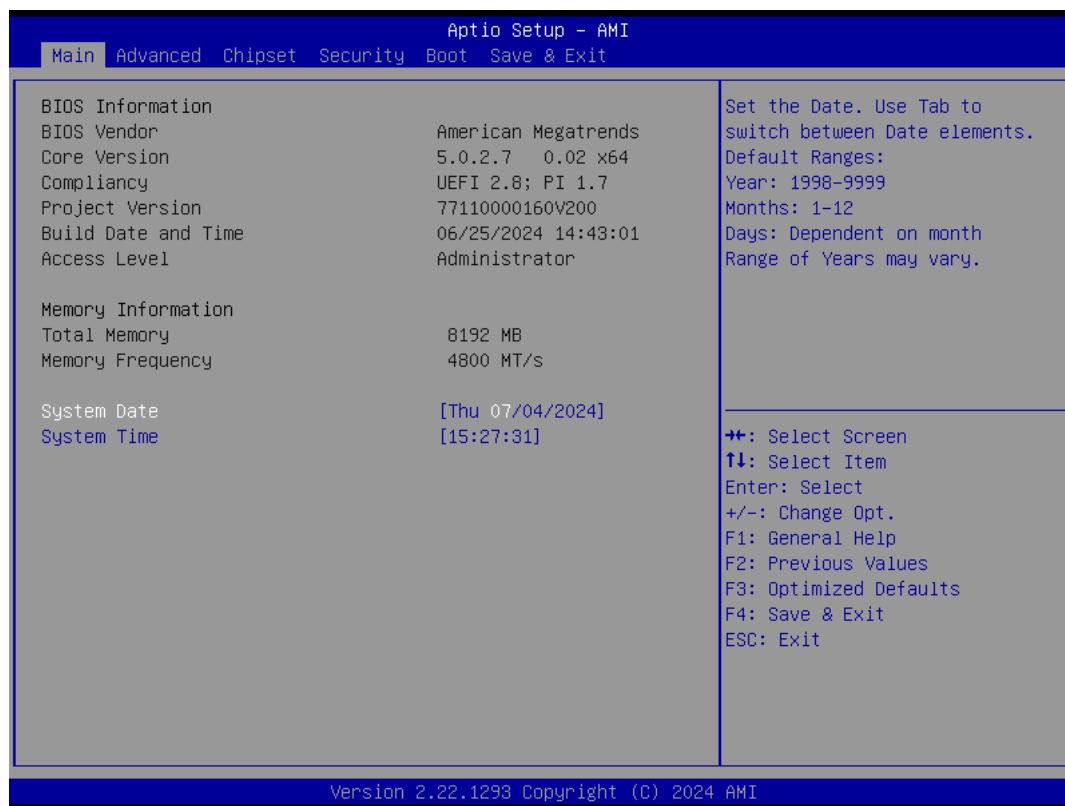 Aptio Setup – AMI
Main Advanced Chipset Security Boot Save & Exit
BIOS Information
BIOS Vendor American Megatrends
Core Version 5.0.2.7 0.02 x64
Compliancy UEFI 2.8; PI 1.7
Project Version 77110000160V200
Build Date and Time 06/25/2024 14:43:01
Access Level Administrator
Memory Information
Total Memory 8192 MB
Memory Frequency 4800 MT/s
System Date [Thu 07/04/2024]
System Time [15:27:31]
Set the Date. Use Tab to
switch between Date elements.
Default Ranges:
Year: 1998-9999
Months: 1-12
Days: Dependent on month
Range of Years may vary.
→←: Select Screen
↑↓: Select Item
Enter: Select
+/-: Change Opt.
F1: General Help
F2: Previous Values
F3: Optimized Defaults
F4: Save & Exit
ESC: Exit
Version 2.22.1293 Copyright (C) 2024 AMI